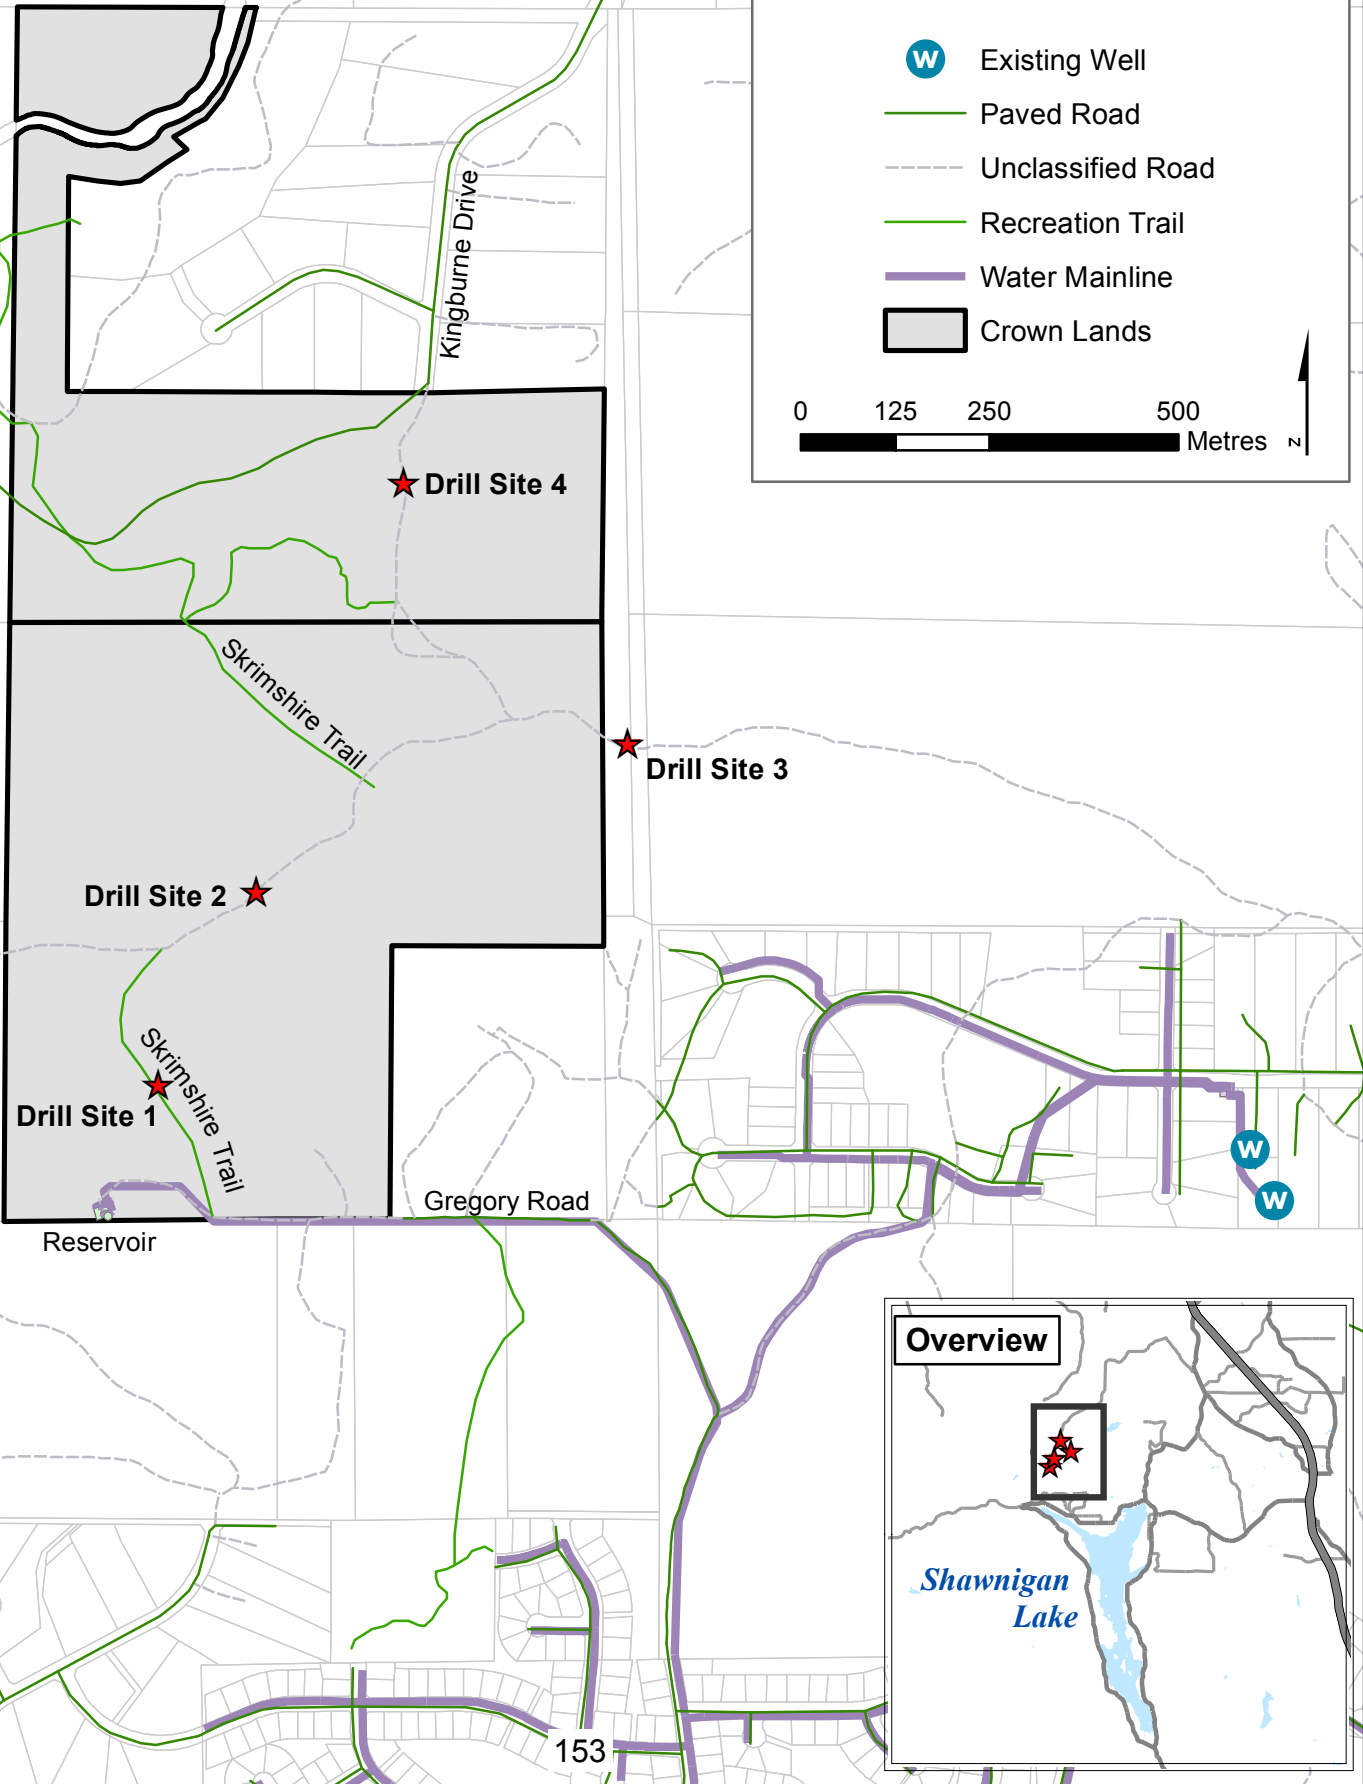 W Existing Well
Paved Road
Unclassified Road
Recreation Trail
Water Mainline
Crown Lands
0 125 250 500
Metres
N
Kingburne Drive
Drill Site 4
Skrimshire Trail
Drill Site 3
Drill Site 2
Skrimshire Trail
Drill Site 1
W
W
Gregory Road
Reservoir
Overview
Shawnigan
Lake
153